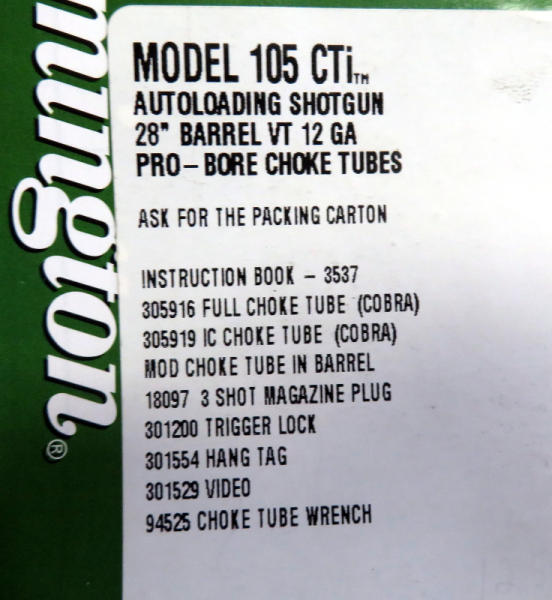 MODEL 105 CTi™
AUTOLOADING SHOTGUN
28" BARREL VT 12 GA
PRO-BORE CHOKE TUBES
ASK FOR THE PACKING CARTON
INSTRUCTION BOOK - 3537
305916 FULL CHOKE TUBE (COBRA)
305919 IC CHOKE TUBE (COBRA)
MOD CHOKE TUBE IN BARREL
18097 3 SHOT MAGAZINE PLUG
301200 TRIGGER LOCK
301554 HANG TAG
301529 VIDEO
94525 CHOKE TUBE WRENCH
mington®